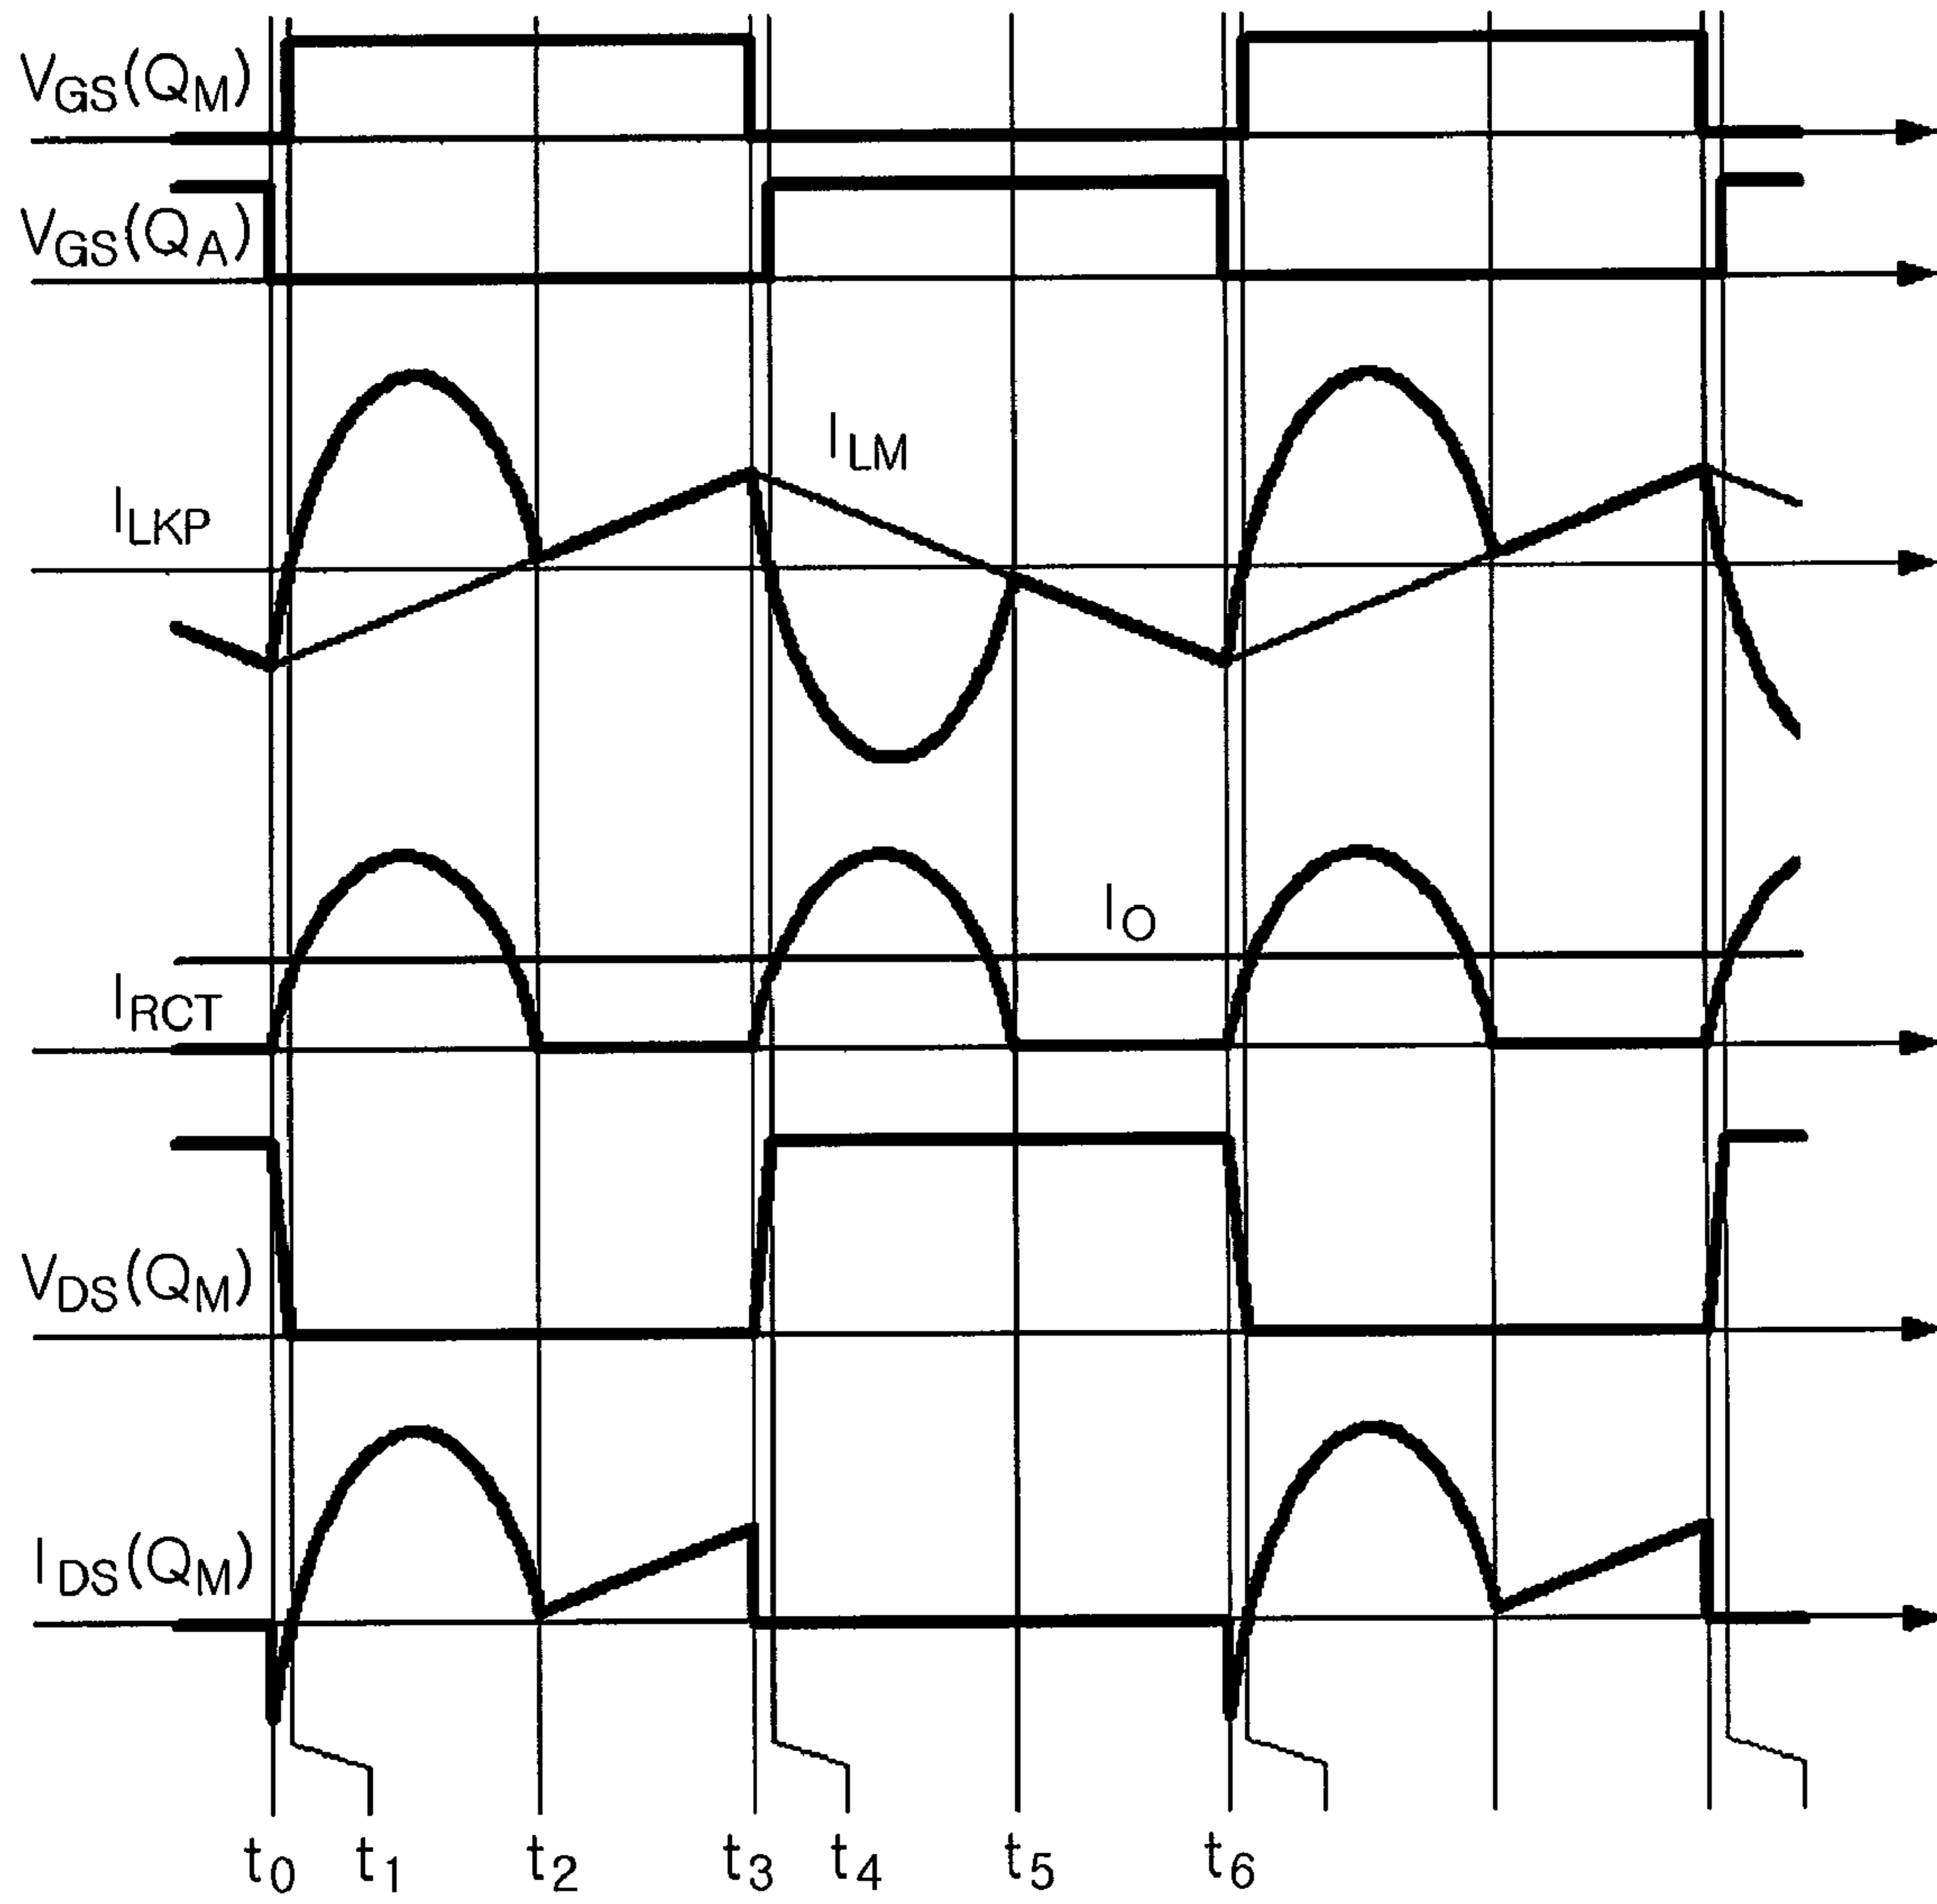 VGS(QM)
VGS(QA)
ILM
ILKP
IO
IRCT
VDS(QM)
IDS(QM)
t0 t1 t2 t3 t4 t5 t6